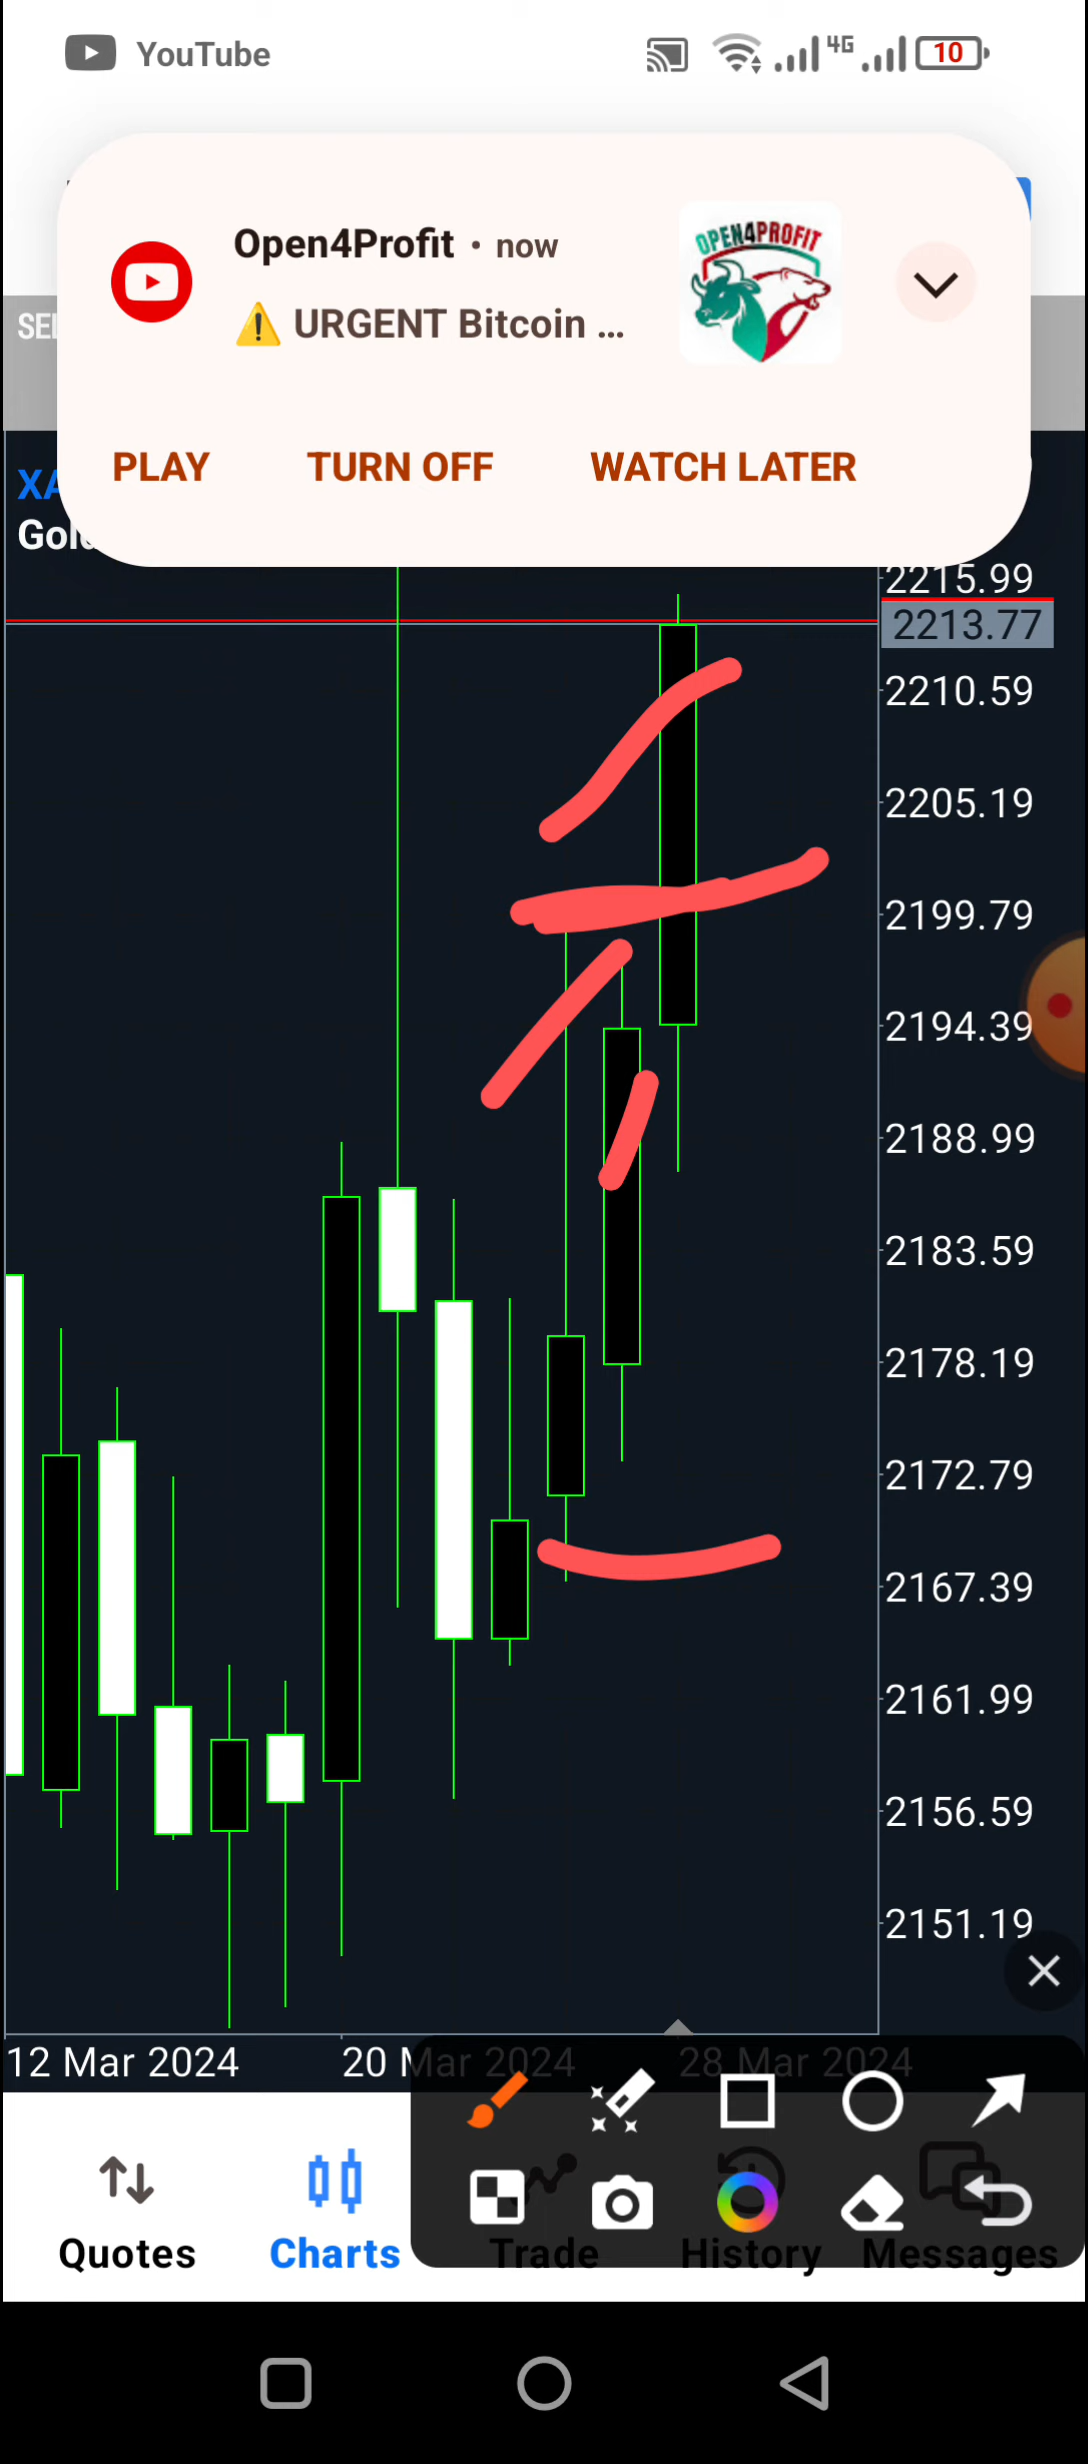 YouTube
4G
10
Open4Profit • now
OPEN4PROFIT
⚠️ URGENT Bitcoin ...
PLAY TURN OFF WATCH LATER
2215.99
2213.77
2210.59
2205.19
2199.79
2194.39
2188.99
2183.59
2178.19
2172.79
2167.39
2161.99
2156.59
2151.19
12 Mar 2024 20 Mar 2024 28 Mar 2024
Quotes Charts Trade History Messages